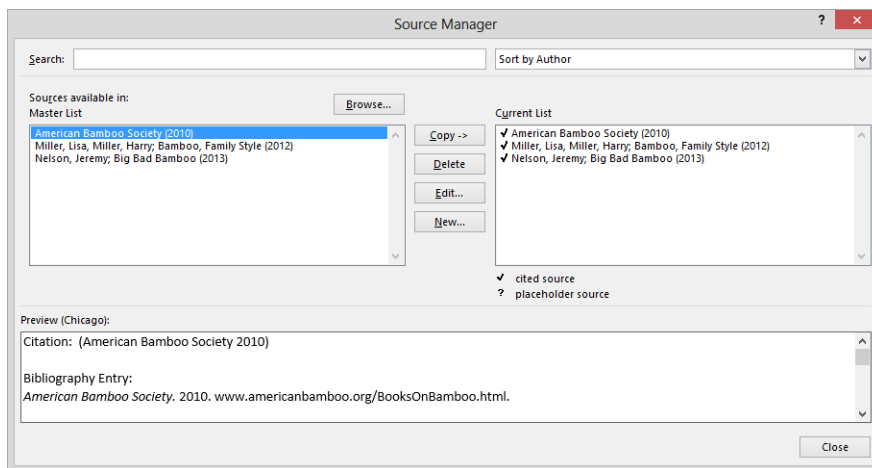 Source Manager
?
Search:
Sort by Author
Sources available in:
Master List
Browse...
Current List
American Bamboo Society (2010)
Miller, Lisa, Miller, Harry; Bamboo, Family Style (2012)
Nelson, Jeremy; Big Bad Bamboo (2013)
Copy ->
Delete
Edit...
New...
✓ American Bamboo Society (2010)
✓ Miller, Lisa, Miller, Harry; Bamboo, Family Style (2012)
✓ Nelson, Jeremy; Big Bad Bamboo (2013)
✓ cited source
? placeholder source
Preview (Chicago):
Citation: (American Bamboo Society 2010)
Bibliography Entry:
American Bamboo Society. 2010. www.americanbamboo.org/BooksOnBamboo.html.
Close